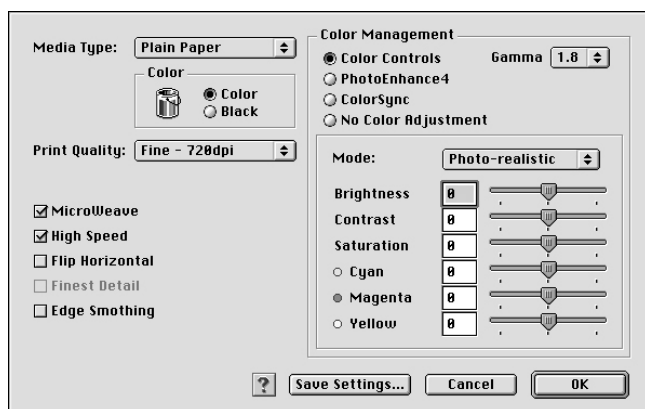 Media Type: Plain Paper
Color
Color
Black
Print Quality: Fine - 720dpi
MicroWeave
High Speed
Flip Horizontal
Finest Detail
Edge Smothing
Color Management
Color Controls
Gamma 1.8
PhotoEnhance4
ColorSync
No Color Adjustment
Mode: Photo-realistic
Brightness 0
Contrast 0
Saturation 0
Cyan 0
Magenta 0
Yellow 0
?
Save Settings...
Cancel
OK